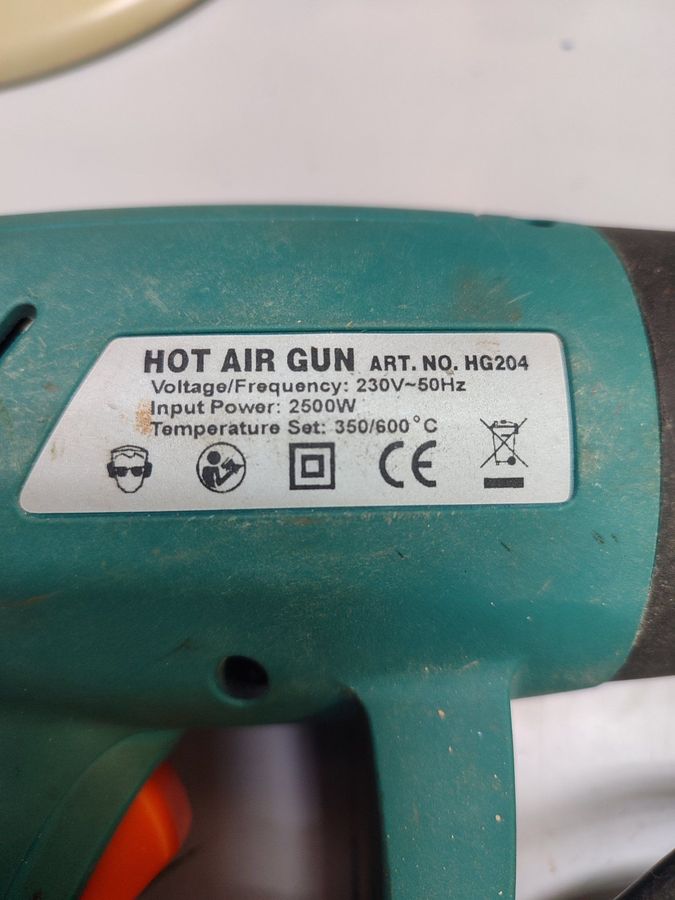 HOT AIR GUN ART. NO. HG204
Voltage/Frequency: 230V~50Hz
Input Power: 2500W
Temperature Set: 350/600°C
CE